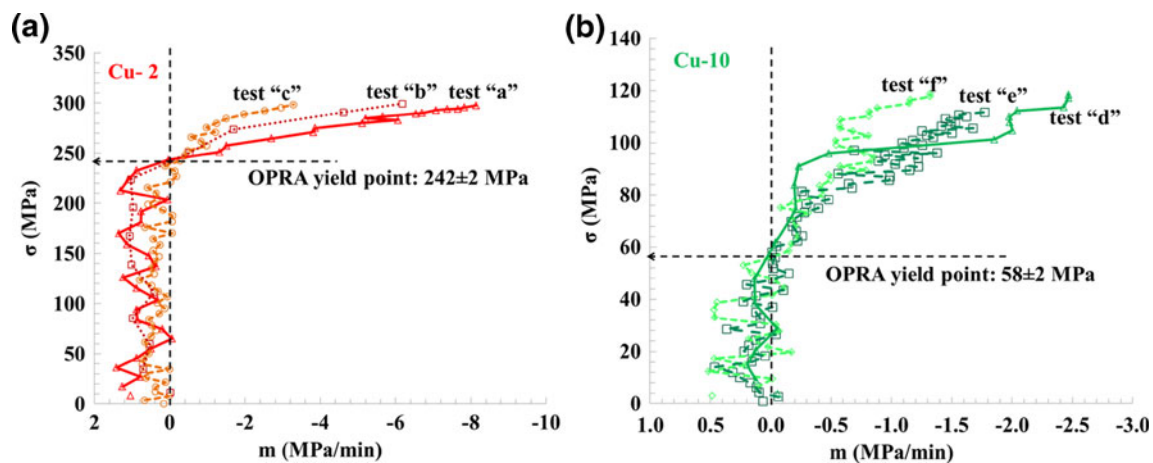 (a)
350
300
250
200
150
100
50
0
σ (MPa)
Cu- 2
test “c”
test “b”
test “a”
OPRA yield point: 242±2 MPa
2
0
-2
-4
-6
-8
-10
m (MPa/min)
(b)
140
120
100
80
60
40
20
0
σ (MPa)
Cu-10
test “f”
test “e”
test “d”
OPRA yield point: 58±2 MPa
1.0
0.5
0.0
-0.5
-1.0
-1.5
-2.0
-2.5
-3.0
m (MPa/min)